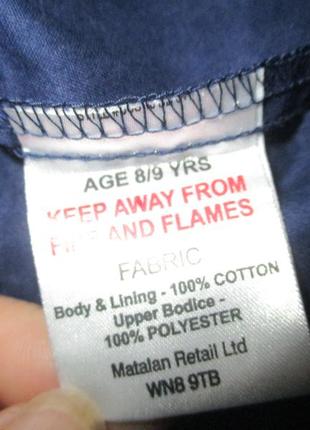 AGE 8/9 YRS
KEEP AWAY FROM
FIRE AND FLAMES
FABRIC
Body & Lining - 100% COTTON
Upper Bodice -
100% POLYESTER
Matalan Retail Ltd
WN8 9TB